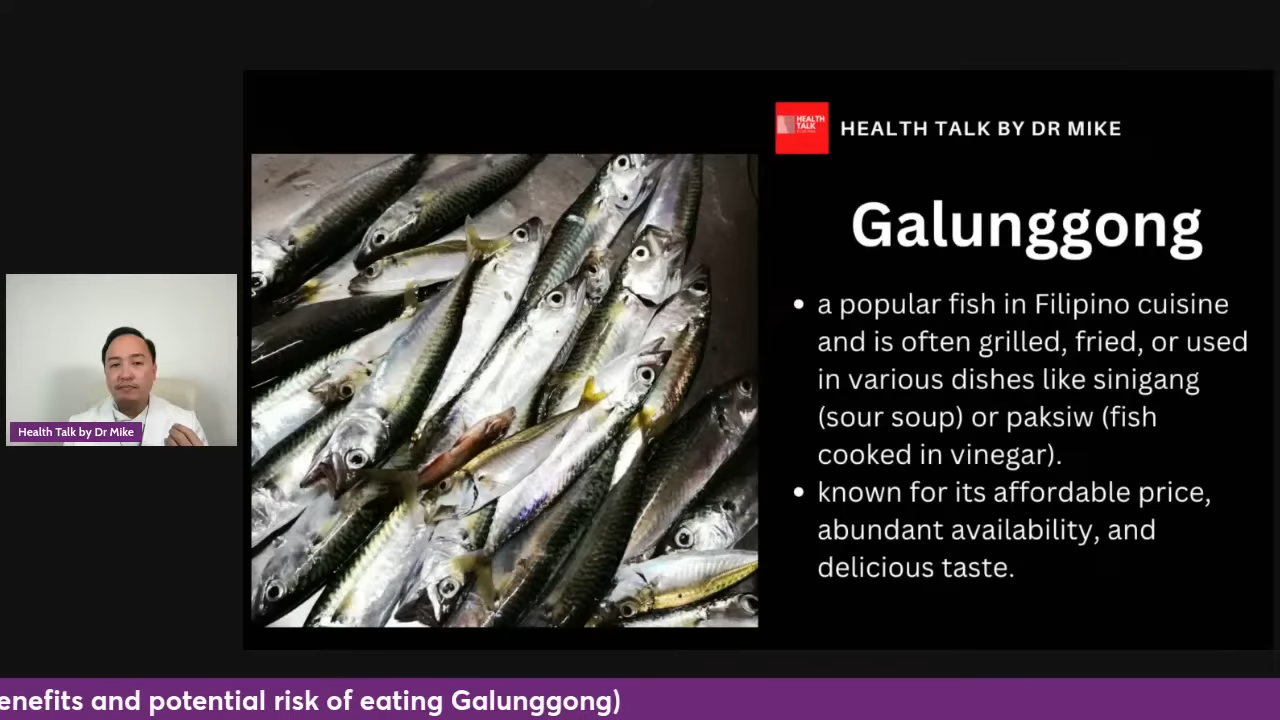 HEALTH
TALK
HEALTH TALK BY DR MIKE
Galunggong
• a popular fish in Filipino cuisine
and is often grilled, fried, or used
in various dishes like sinigang
(sour soup) or paksiw (fish
cooked in vinegar).
• known for its affordable price,
abundant availability, and
delicious taste.
Health Talk by Dr Mike
enefits and potential risk of eating Galunggong)